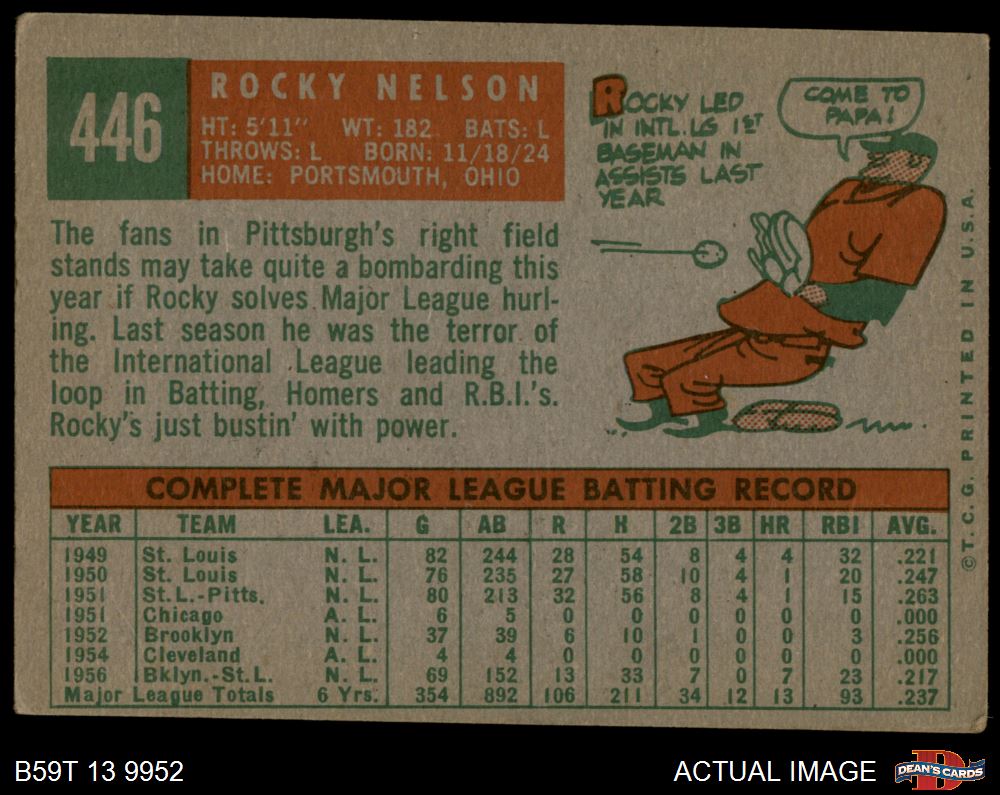 446
ROCKY NELSON
HT: 5'11" WT: 182 BATS: L
THROWS: L BORN: 11/18/24
HOME: PORTSMOUTH, OHIO
The fans in Pittsburgh's right field
stands may take quite a bombarding this
year if Rocky solves Major League hurl-
ing. Last season he was the terror of
the International League leading the
loop in Batting, Homers and R.B.I.'s.
Rocky's just bustin' with power.
ROCKY LED
IN INTL. LG 1ST
BASEMAN IN
ASSISTS LAST
YEAR
COME TO
PAPA!
COMPLETE MAJOR LEAGUE BATTING RECORD
YEAR TEAM LEA. G AB R H 2B 3B HR RBI AVG.
1949 St. Louis N. L. 82 244 28 54 8 4 4 32 .221
1950 St. Louis N. L. 76 235 27 58 10 4 1 20 .247
1951 St.L.-Pitts. N. L. 80 213 32 56 8 4 1 15 .263
1951 Chicago A. L. 6 5 0 0 0 0 0 0 .000
1952 Brooklyn N. L. 37 39 6 10 1 0 0 3 .256
1954 Cleveland A. L. 4 4 0 0 0 0 0 0 .000
1956 Bklyn.-St.L. N. L. 69 152 13 33 7 0 7 23 .217
Major League Totals 6 Yrs. 354 892 106 211 34 12 13 93 .237
©T.C.G. PRINTED IN U.S.A.
B59T 13 9952
ACTUAL IMAGE
D
DEAN'S CARDS